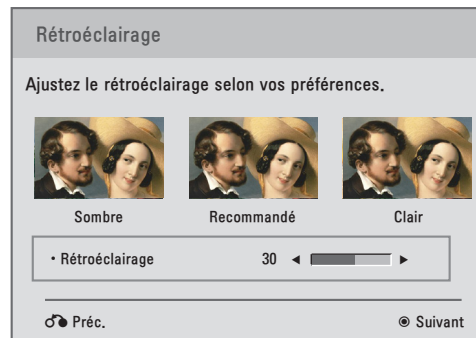 Rétroéclairage
Ajustez le rétroéclairage selon vos préférences.
Sombre Recommandé Clair
• Rétroéclairage 30 ◄ ►
Préc. ◉ Suivant